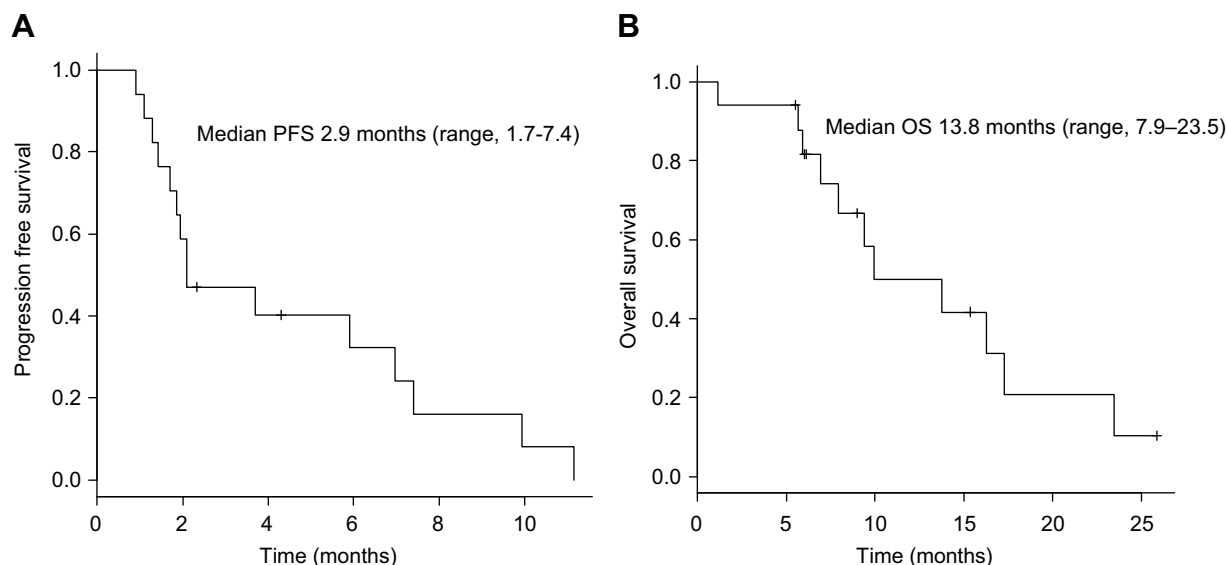 A
Progression free survival
1.0
0.8
0.6
0.4
0.2
0.0
Median PFS 2.9 months (range, 1.7-7.4)
0 2 4 6 8 10
Time (months)
B
Overall survival
1.0
0.8
0.6
0.4
0.2
0.0
Median OS 13.8 months (range, 7.9–23.5)
0 5 10 15 20 25
Time (months)